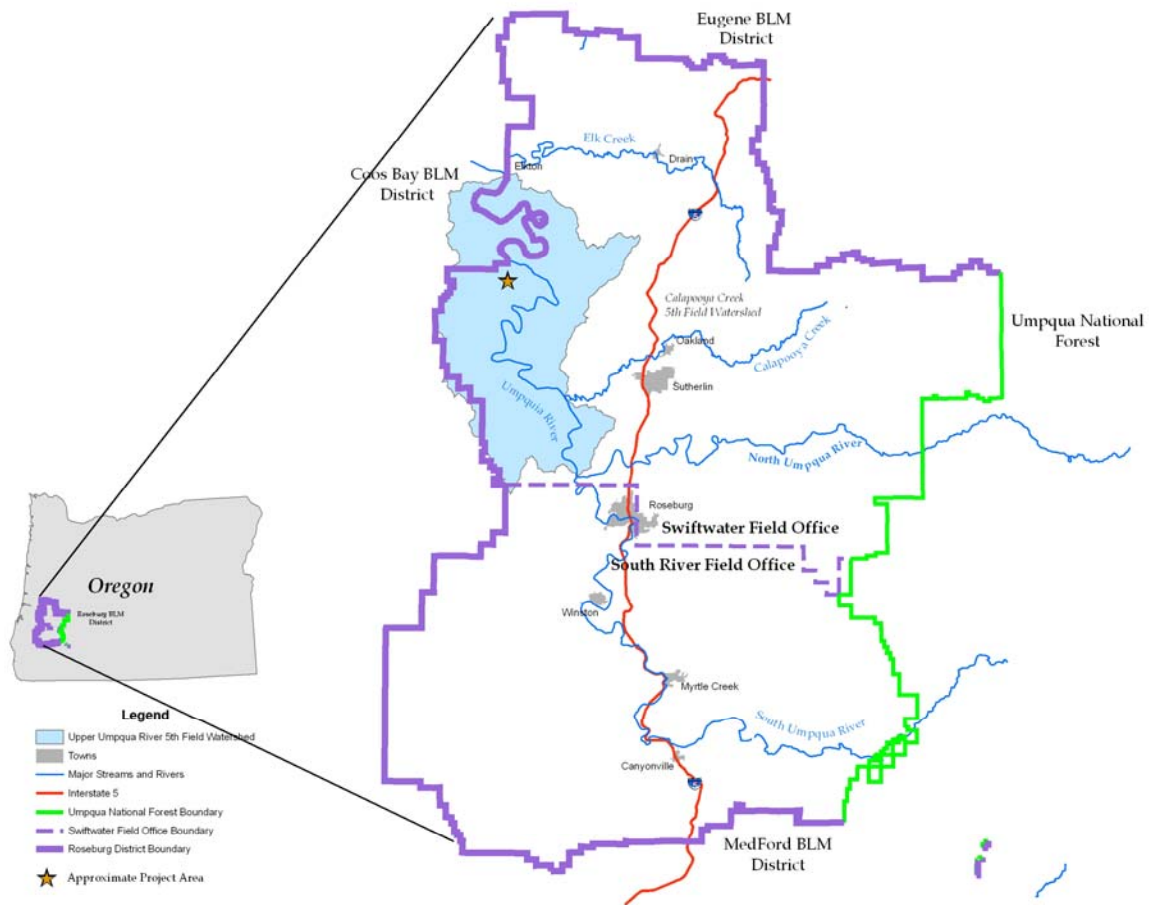 Eugene BLM
District
Elk Creek
Drain
Elkton
Coos Bay BLM
District
Calapooya Creek
5th Field Watershed
Umpqua National
Forest
Oakland
Calapooya Creek
Sutherlin
Umpquia River
North Umpqua River
Roseburg
Swiftwater Field Office
South River Field Office
Winston
Oregon
Roseburg BLM
District
Myrtle Creek
South Umpqua River
Canyonville
MedFord BLM
District
Legend
Upper Umpqua River 5th Field Watershed
Towns
Major Streams and Rivers
Interstate 5
Umpqua National Forest Boundary
Swiftwater Field Office Boundary
Roseburg District Boundary
Approximate Project Area